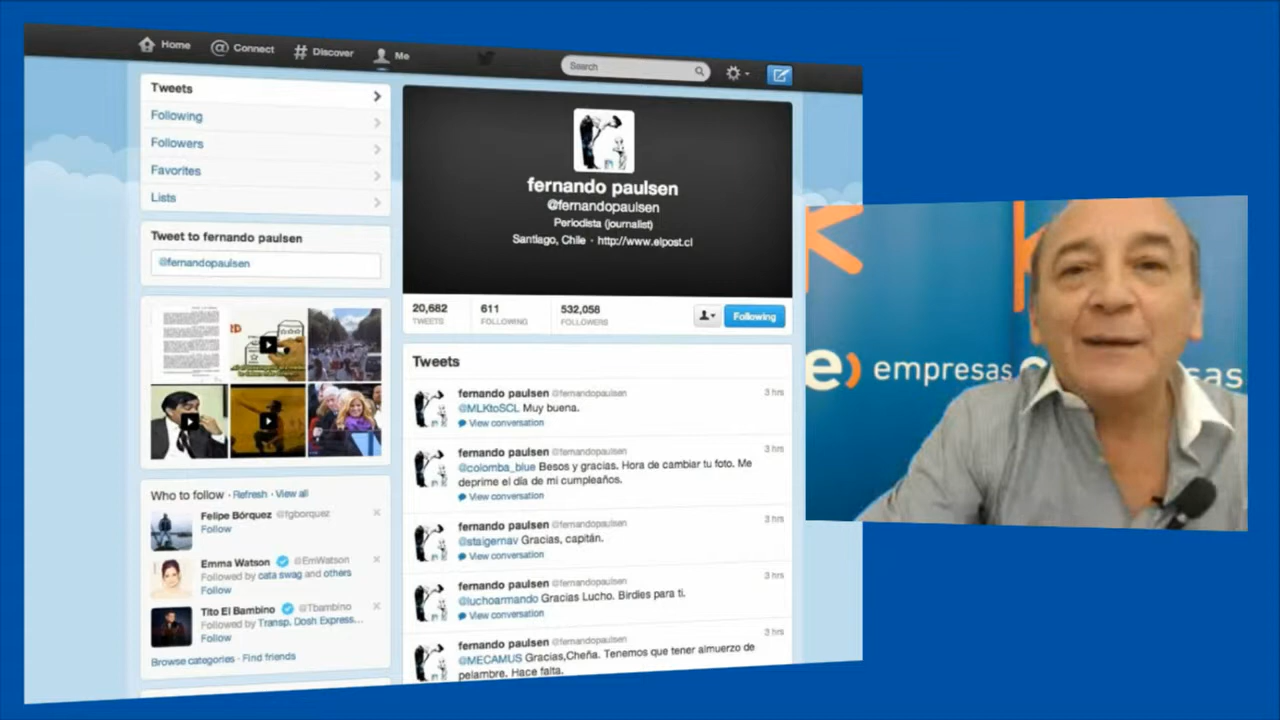 Home
Connect
Discover
Me
Search
Tweets
Following
Followers
Favorites
Lists
Tweet to fernando paulsen
@fernandopaulsen
Who to follow · Refresh · View all
Felipe Bórquez @fgborquez
Follow
Emma Watson @EmWatson
Followed by cata swag and others
Follow
Tito El Bambino @Tbambino
Followed by Transp. Dosh Express...
Follow
Browse categories · Find friends
fernando paulsen
@fernandopaulsen
Periodista (journalist)
Santiago, Chile · http://www.elpost.cl
20,682 611 532,058
TWEETS FOLLOWING FOLLOWERS
Following
Tweets
fernando paulsen @fernandopaulsen 3 hrs
@MLKtoSCL Muy buena.
View conversation
fernando paulsen @fernandopaulsen 3 hrs
@colomba_blue Besos y gracias. Hora de cambiar tu foto. Me
deprime el día de mi cumpleaños.
View conversation
fernando paulsen @fernandopaulsen 3 hrs
@staigernav Gracias, capitán.
View conversation
fernando paulsen @fernandopaulsen 3 hrs
@luchoarmando Gracias Lucho. Birdies para ti.
View conversation
fernando paulsen @fernandopaulsen 3 hrs
@MECAMUS Gracias,Cheña. Tenemos que tener almuerzo de
pelambre. Hace falta.
e) empresas